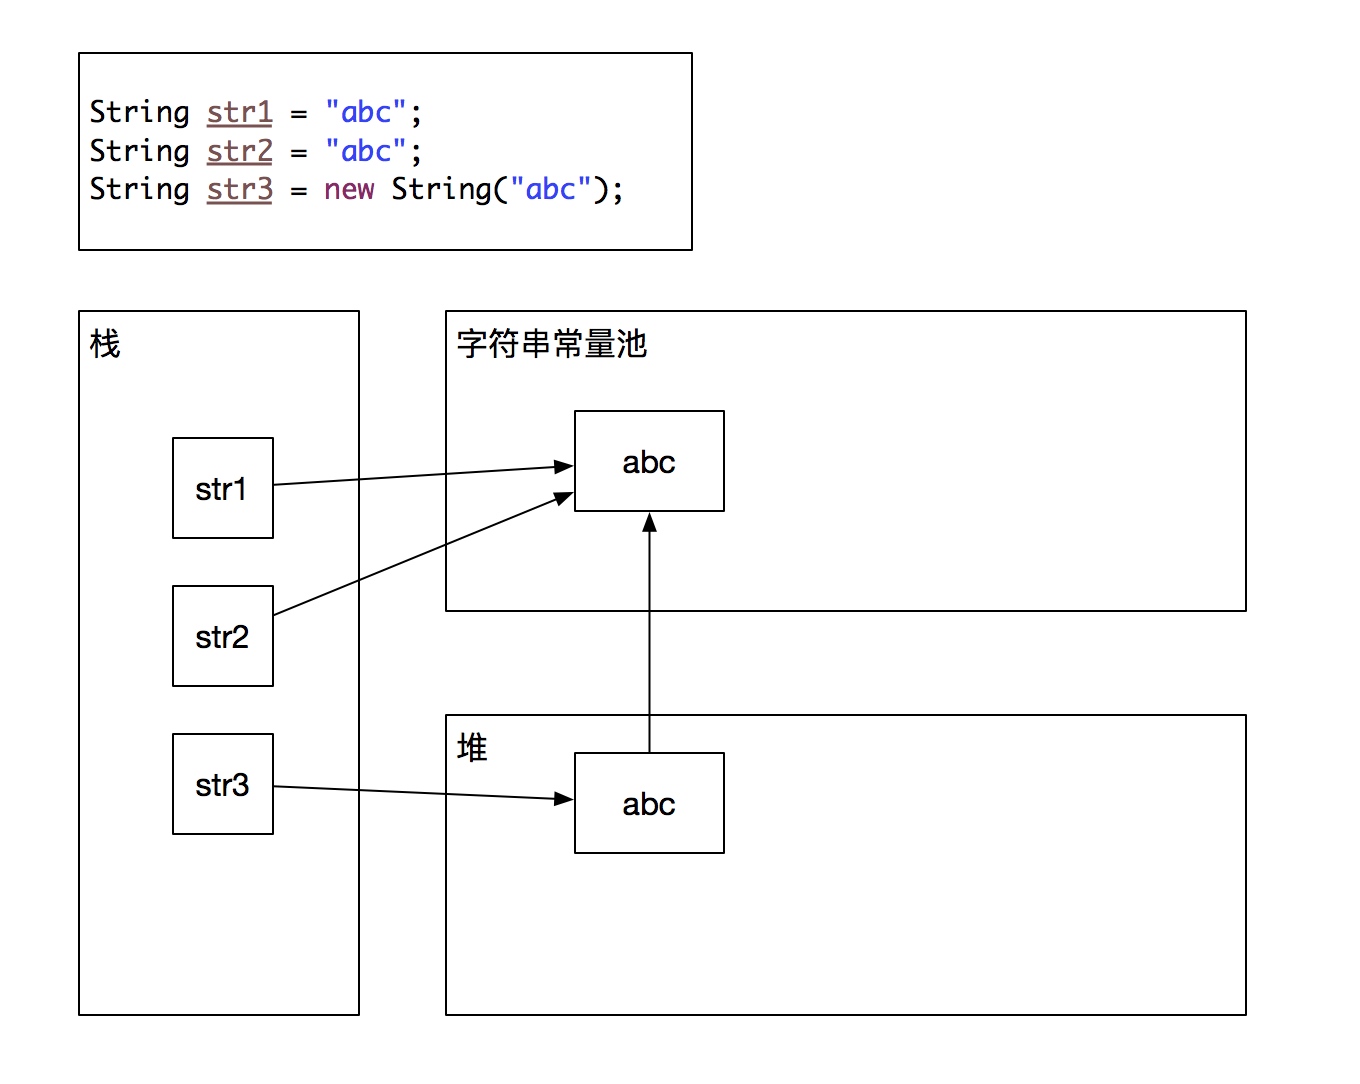 String str1 = "abc";
String str2 = "abc";
String str3 = new String("abc");
栈
字符串常量池
abc
str1
str2
堆
str3
abc